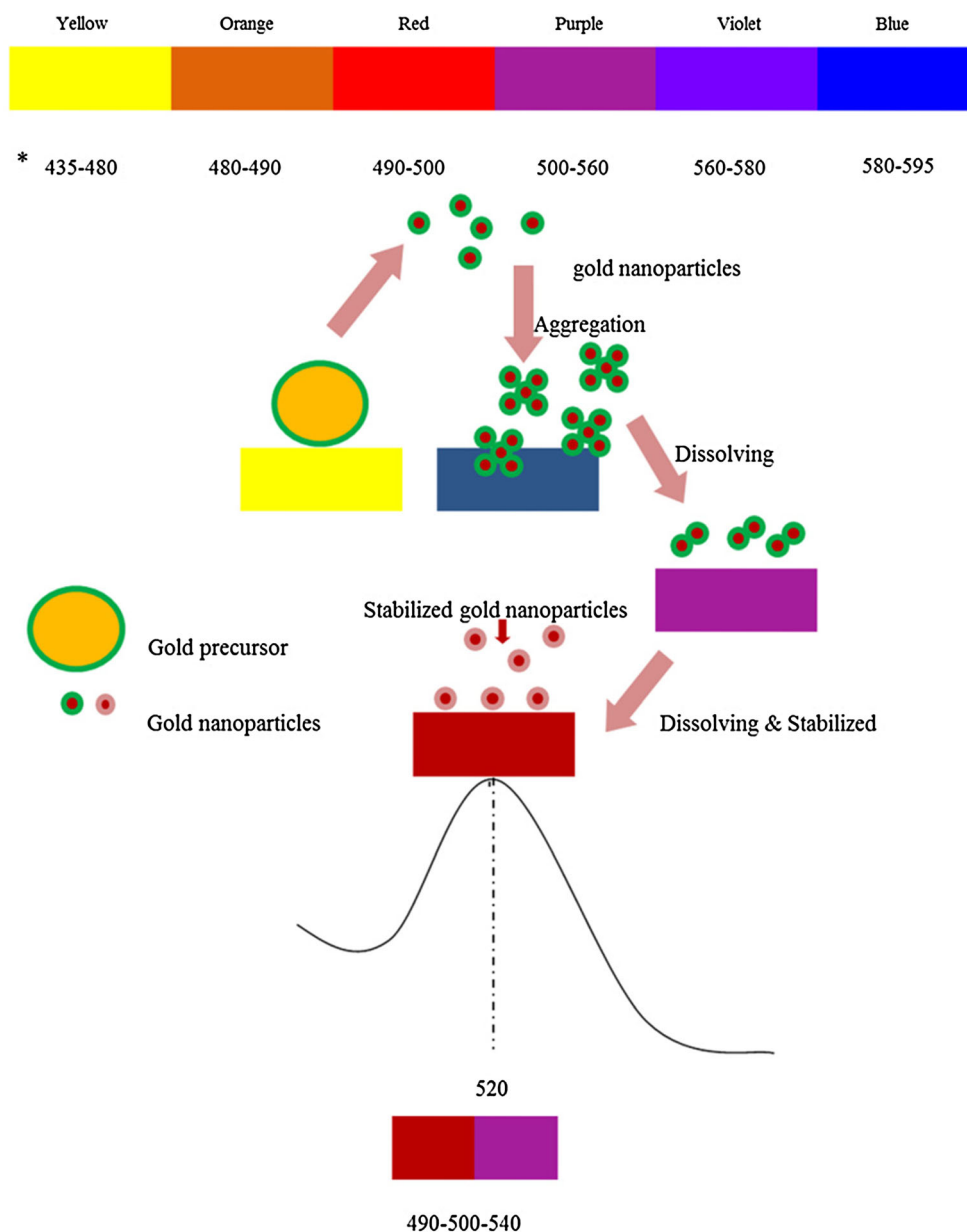 Yellow Orange Red Purple Violet Blue
* 435-480 480-490 490-500 500-560 560-580 580-595
gold nanoparticles
Aggregation
Dissolving
Stabilized gold nanoparticles
Gold precursor
Gold nanoparticles
Dissolving & Stabilized
520
490-500-540